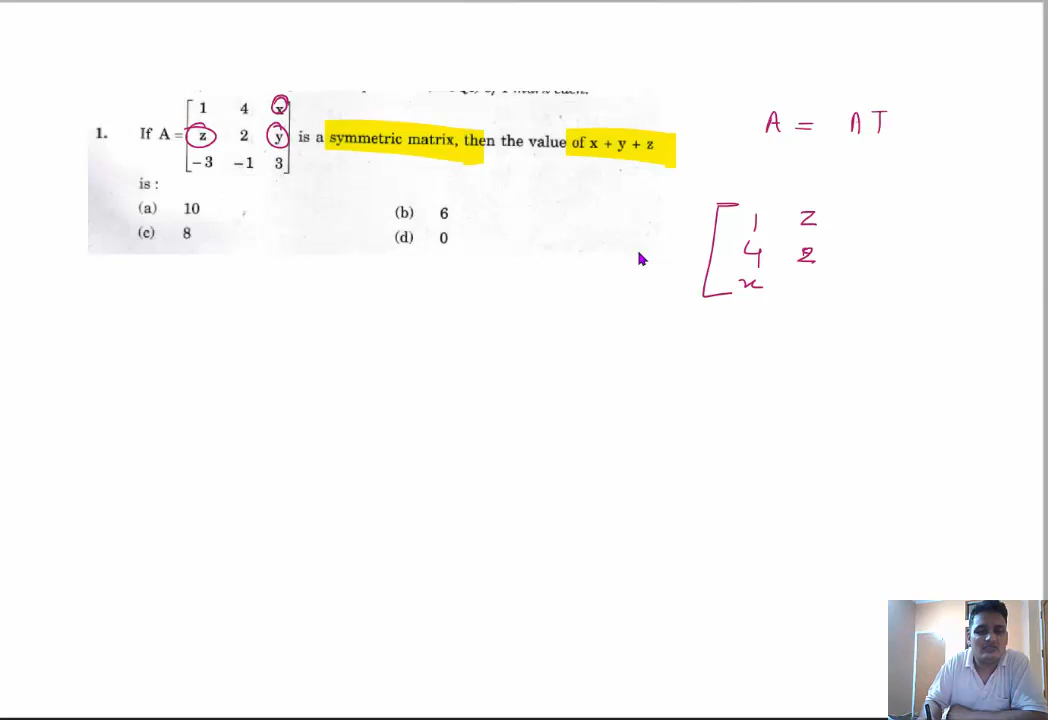 1 4 x
1. If A = z 2 y is a symmetric matrix, then the value of x + y + z
-3 -1 3
is :
(a) 10 (b) 6
(c) 8 (d) 0
A = AT
1 z
4 2
x